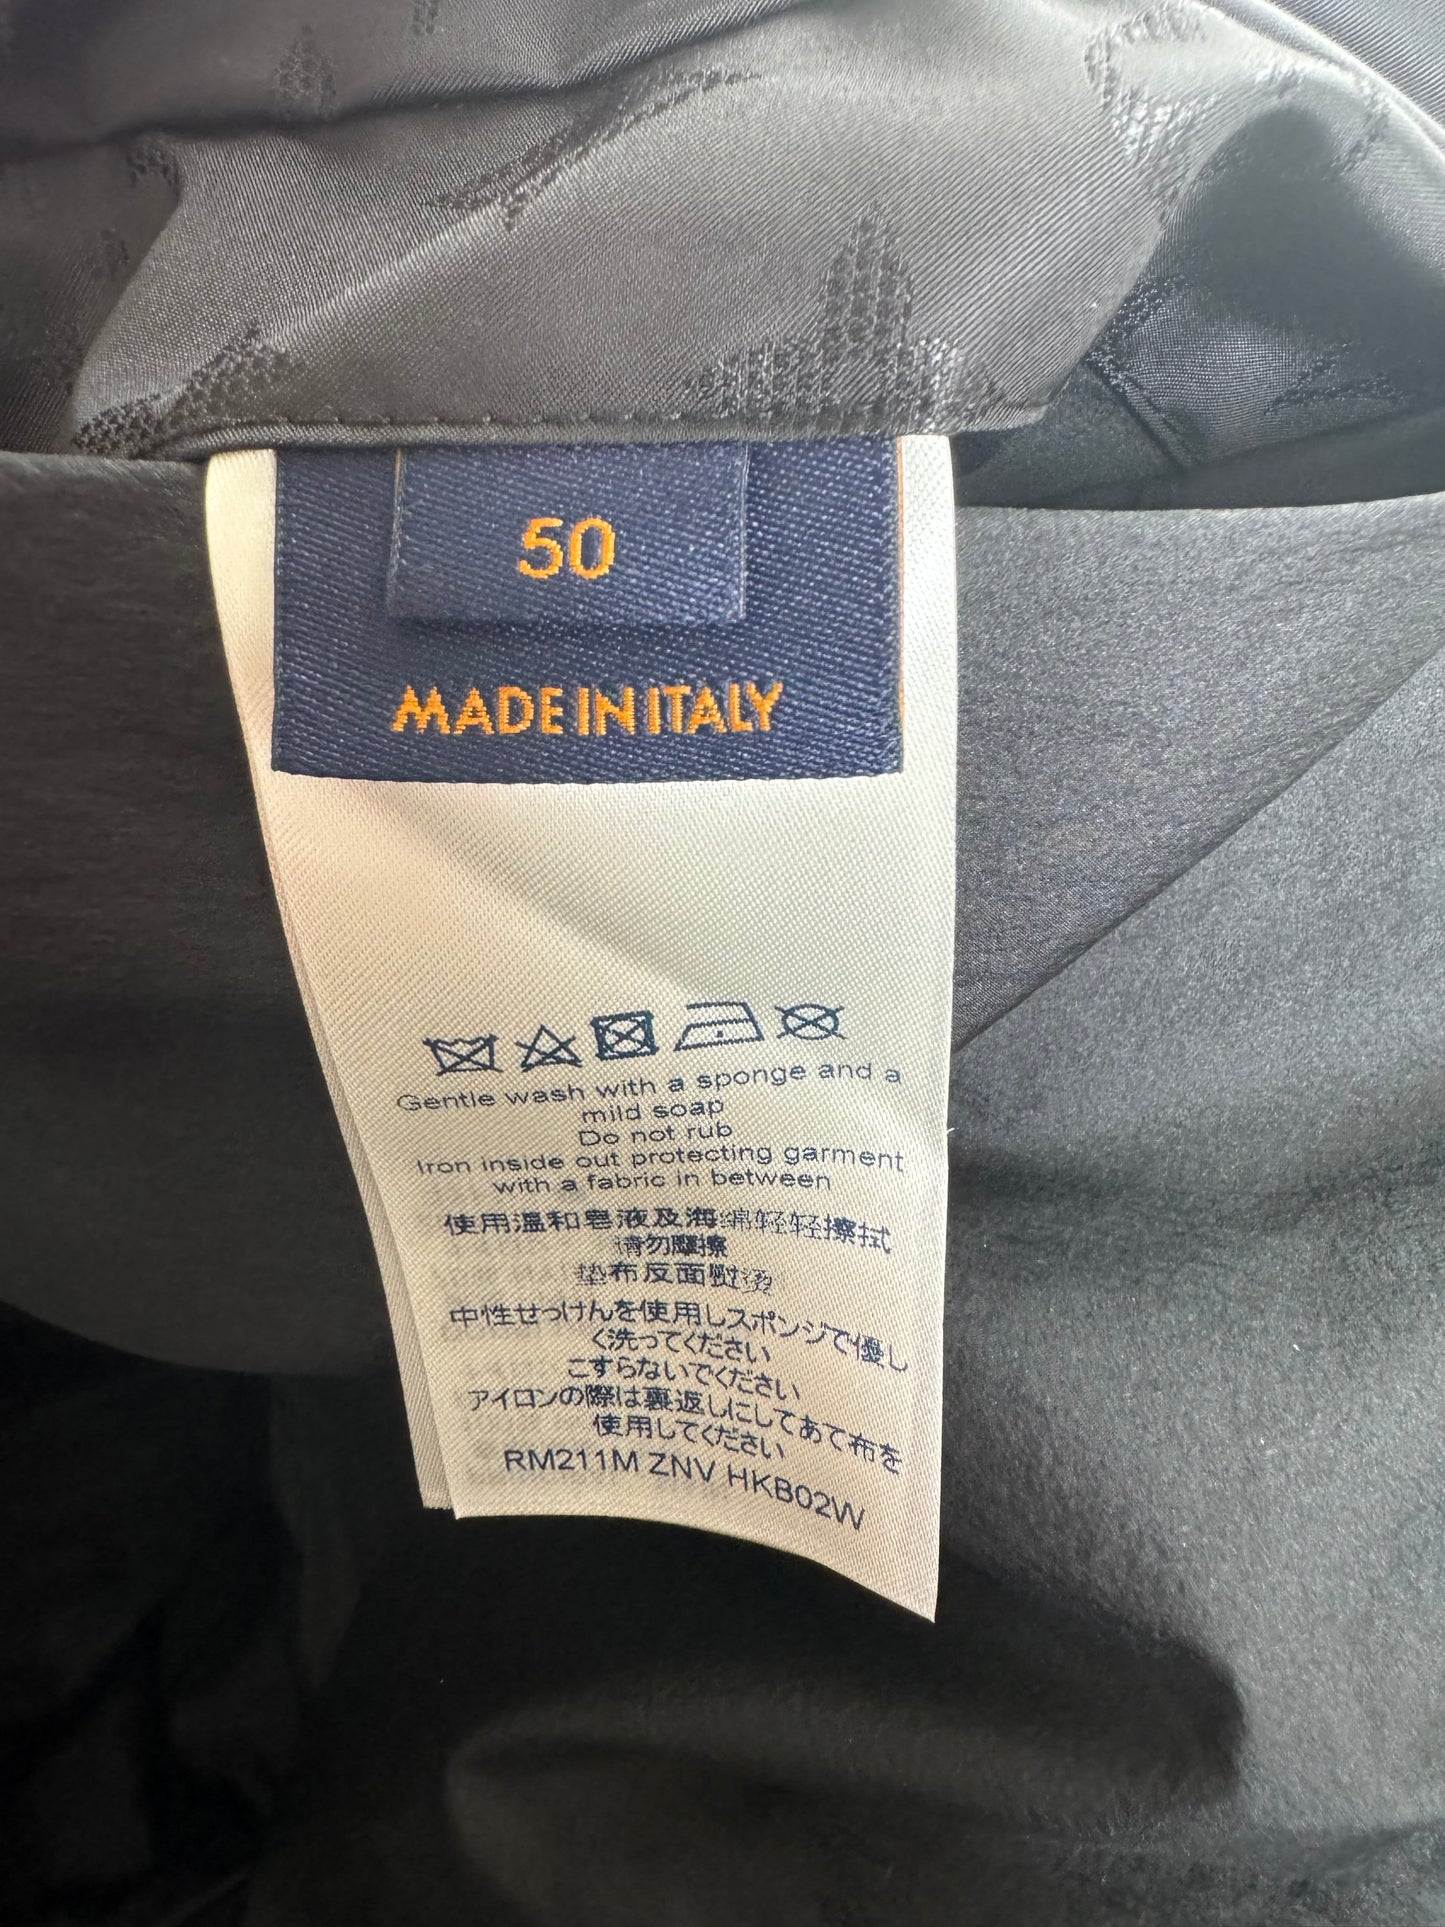 50
MADE IN ITALY
Gentle wash with a sponge and a
mild soap
Do not rub
Iron inside out protecting garment
with a fabric in between
使用温和皂液及海绵轻轻擦拭
请勿摩擦
垫布反面熨烫
中性せっけんを使用しスポンジで優し
く洗ってください
こすらないでください
アイロンの際は裏返しにしてあて布を
使用してください
RM211M ZNV HKB02W